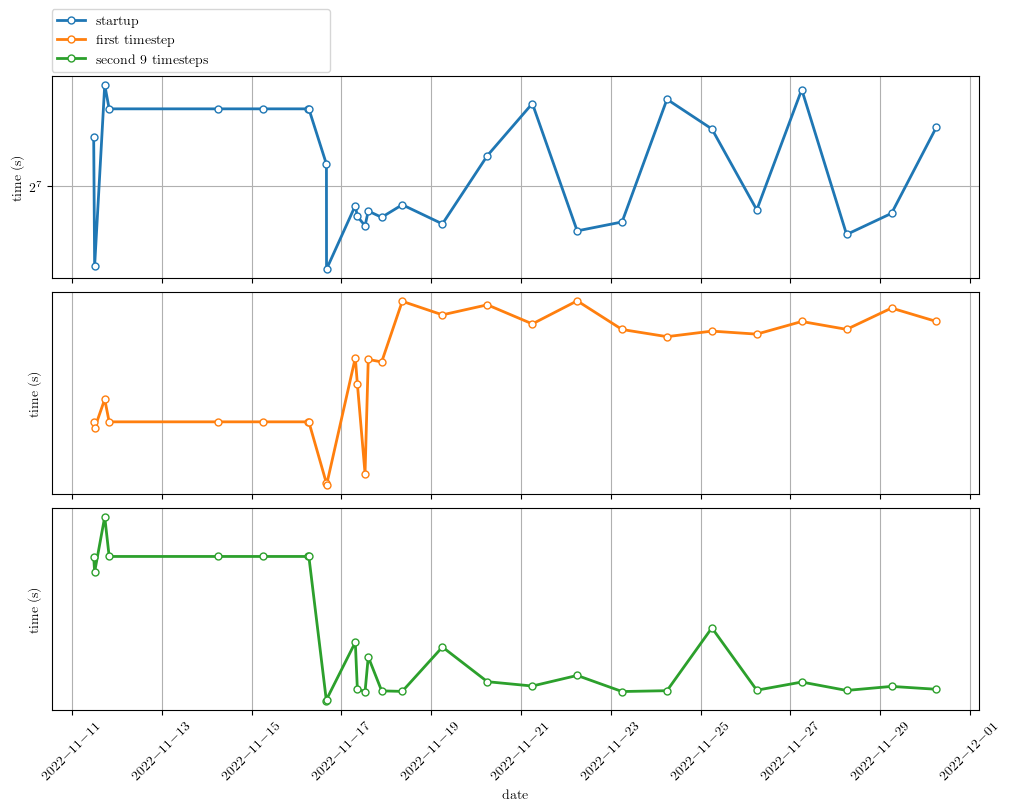 startup
first timestep
second 9 timesteps
time (s)
2^7
time (s)
time (s)
2022−11−11
2022−11−13
2022−11−15
2022−11−17
2022−11−19
2022−11−21
2022−11−23
2022−11−25
2022−11−27
2022−11−29
2022−12−01
date